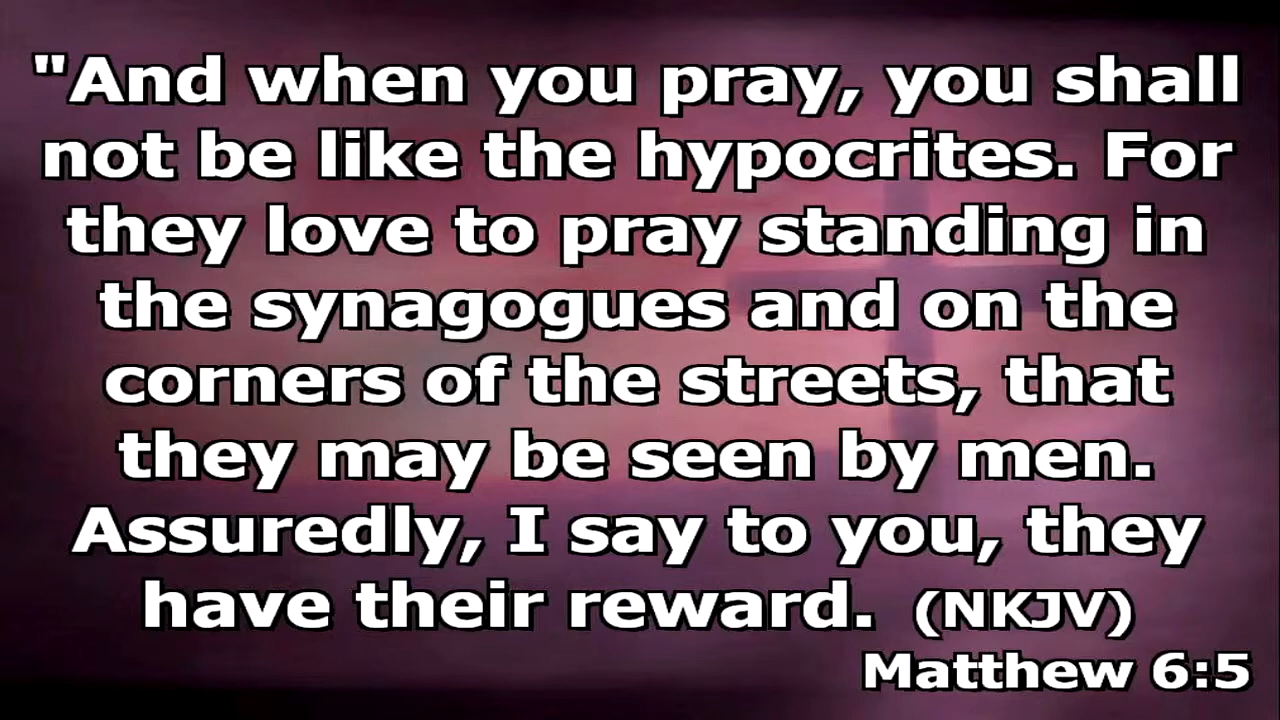 "And when you pray, you shall
not be like the hypocrites. For
they love to pray standing in
the synagogues and on the
corners of the streets, that
they may be seen by men.
Assuredly, I say to you, they
have their reward. (NKJV)
Matthew 6:5